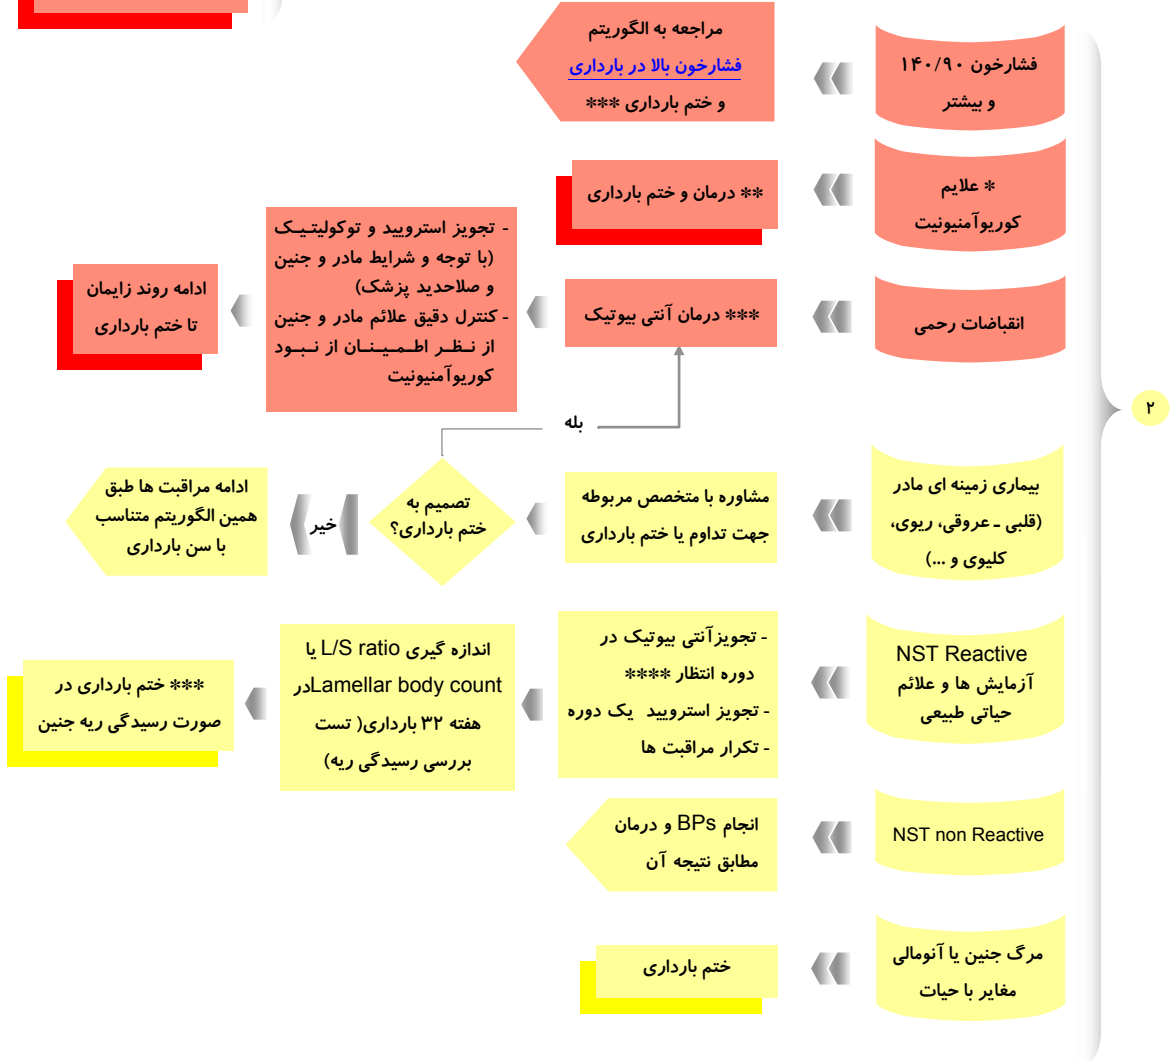 ۲
فشارخون ۱۴۰/۹۰
و بیشتر
مراجعه به الگوریتم
فشارخون بالا در بارداری
و ختم بارداری ***
* علایم
کوریوآمنیونیت
** درمان و ختم بارداری
انقباضات رحمی
*** درمان آنتی بیوتیک
- تجویز استرویید و توکولیتـیـک
(با توجه و شرایط مادر و جنین
و صلاحدید پزشک)
- کنترل دقیق علائم مادر و جنین
از نـظـر اطـمـیـنـان از نـبـود
کوریوآمنیونیت
ادامه روند زایمان
تا ختم بارداری
بیماری زمینه ای مادر
(قلبی ـ عروقی، ریوی،
کلیوی و ...)
مشاوره با متخصص مربوطه
جهت تداوم یا ختم بارداری
تصمیم به
ختم بارداری؟
بله
خیر
ادامه مراقبت ها طبق
همین الگوریتم متناسب
با سن بارداری
NST Reactive
آزمایش ها و علائم
حیاتی طبیعی
- تجویزآنتی بیوتیک در
دوره انتظار ****
- تجویز استرویید یک دوره
- تکرار مراقبت ها
اندازه گیری L/S ratio یا
Lamellar body countدر
هفته ۳۲ بارداری( تست
بررسی رسیدگی ریه)
*** ختم بارداری در
صورت رسیدگی ریه جنین
NST non Reactive
انجام BPs و درمان
مطابق نتیجه آن
مرگ جنین یا آنومالی
مغایر با حیات
ختم بارداری